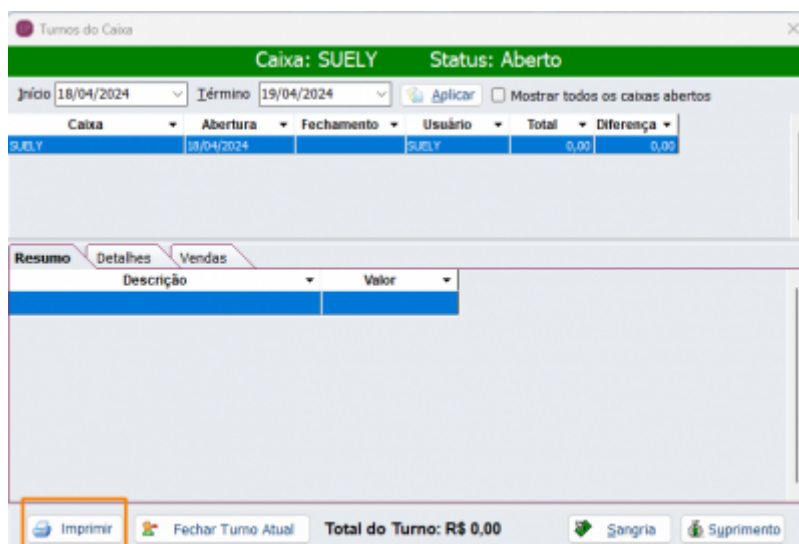 Turnos do Caixa
Caixa: SUELY Status: Aberto
Início 18/04/2024 Término 19/04/2024 Aplicar Mostrar todos os caixas abertos
Caixa Abertura Fechamento Usuário Total Diferença
SUELY 18/04/2024 SUELY 0,00 0,00
Resumo Detalhes Vendas
Descrição Valor
Imprimir Fechar Turno Atual Total do Turno: R$ 0,00 Sangria Suprimento